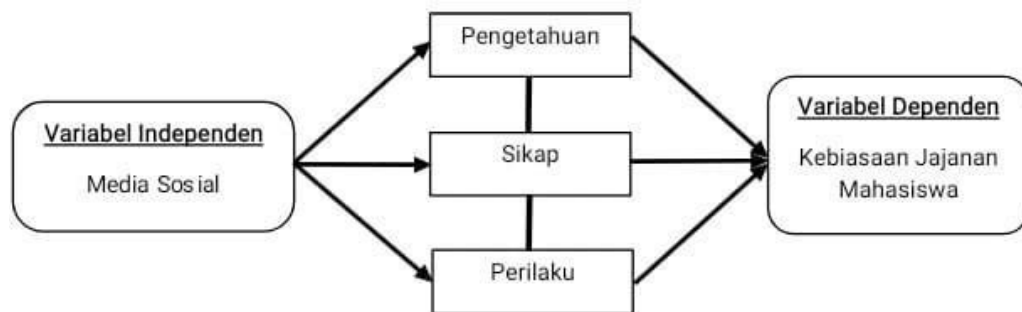 Variabel Independen
Media Sosial
Pengetahuan
Sikap
Perilaku
Variabel Dependen
Kebiasaan Jajanan
Mahasiswa